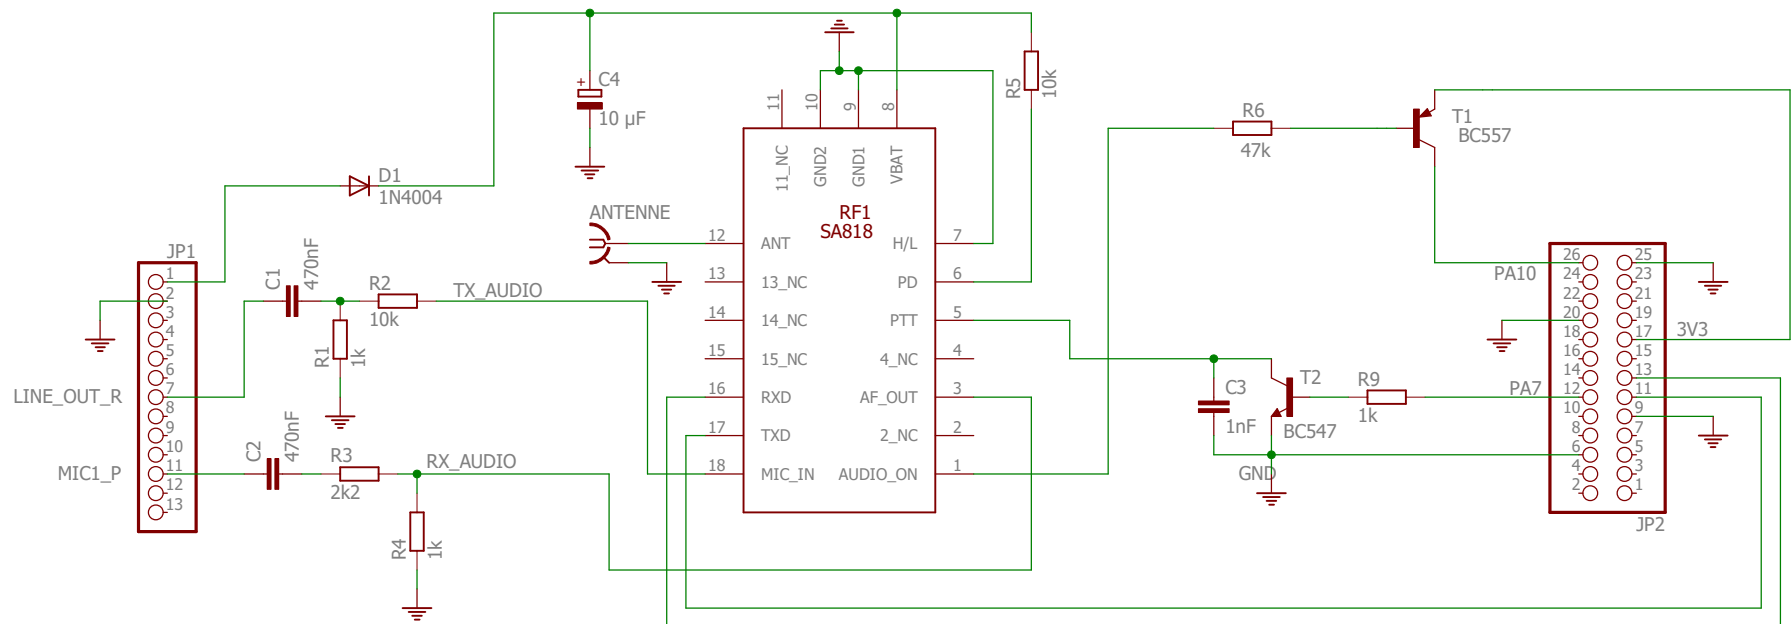 JP1
1
2
3
4
5
6
7
8
9
10
11
12
13
LINE_OUT_R
MIC1_P
D1
1N4004
C1
470nF
R2
10k
TX_AUDIO
R1
1k
C2
470nF
R3
2k2
RX_AUDIO
R4
1k
+
C4
10 µF
ANTENNE
11
10
9
8
11_NC
GND2
GND1
VBAT
RF1
SA818
12
ANT
13
13_NC
14
14_NC
15
15_NC
16
RXD
17
TXD
18
MIC_IN
H/L
7
PD
6
PTT
5
4_NC
4
AF_OUT
3
2_NC
2
AUDIO_ON
1
R5
10k
R6
47k
T1
BC557
C3
1nF
T2
BC547
R9
1k
GND
PA10
PA7
3V3
26
25
24
23
22
21
20
19
18
17
16
15
14
13
12
11
10
9
8
7
6
5
4
3
2
1
JP2